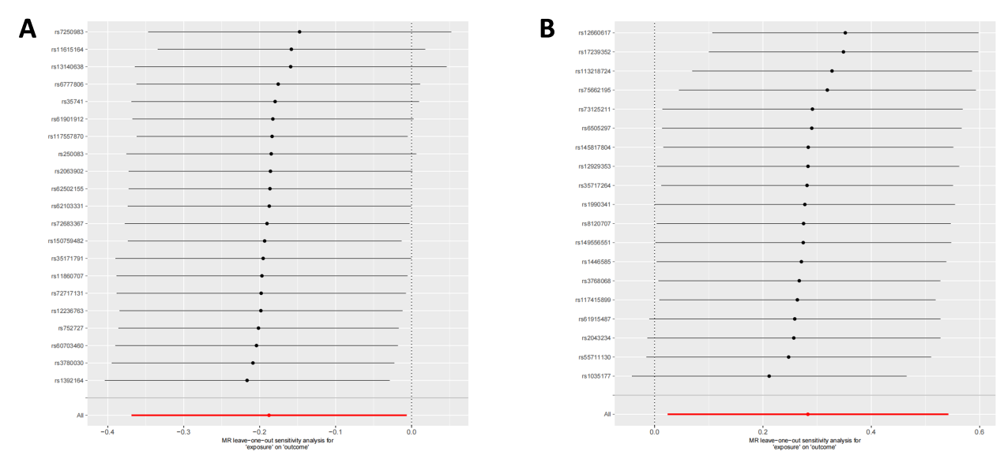 A
rs7250983
rs11615164
rs13140638
rs6777806
rs35741
rs61901912
rs117557870
rs250083
rs2063902
rs62502155
rs62103331
rs72683367
rs150759482
rs35171791
rs11860707
rs72717131
rs12236763
rs752727
rs60703460
rs3780030
rs1392164
All
−0.4 −0.3 −0.2 −0.1 0.0
MR leave−one−out sensitivity analysis for
'exposure' on 'outcome'
B
rs12660617
rs17239352
rs113218724
rs75662195
rs73125211
rs6505297
rs145817804
rs12929353
rs35717264
rs1990341
rs8120707
rs149556551
rs1446585
rs3768068
rs117415899
rs61915487
rs2043234
rs55711130
rs1035177
All
0.0 0.2 0.4 0.6
MR leave−one−out sensitivity analysis for
'exposure' on 'outcome'